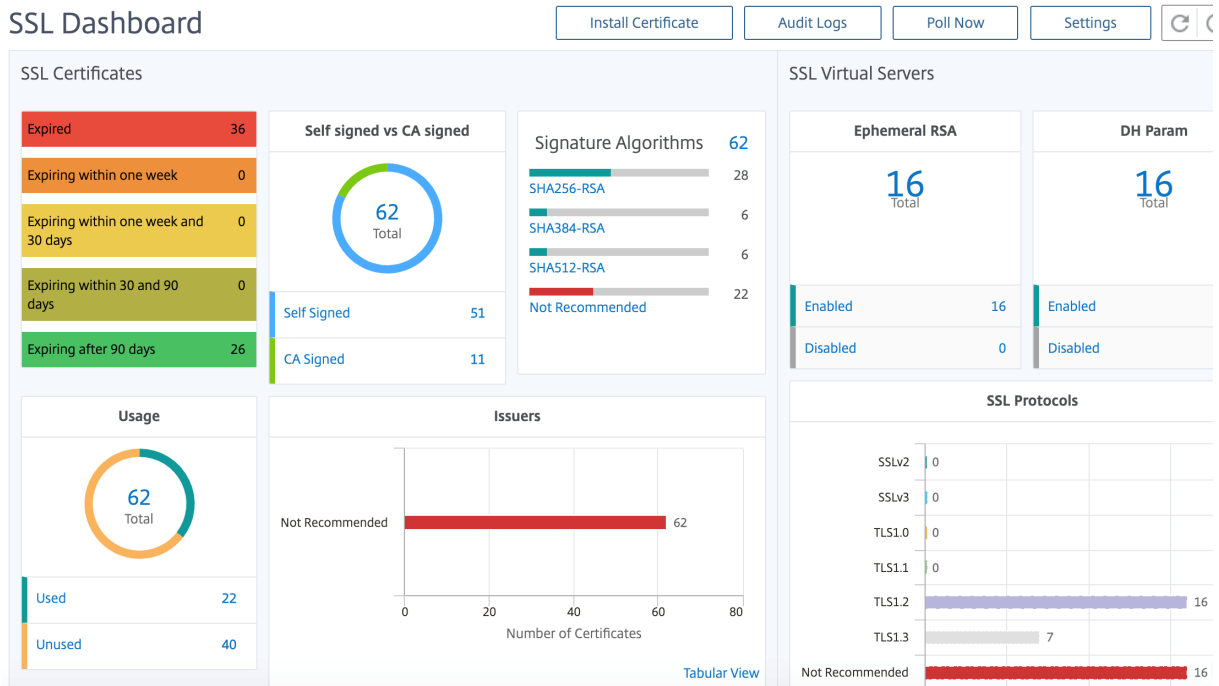 SSL Dashboard
Install Certificate
Audit Logs
Poll Now
Settings
SSL Certificates
Expired 36
Expiring within one week 0
Expiring within one week and 0
30 days
Expiring within 30 and 90 0
days
Expiring after 90 days 26
Self signed vs CA signed
62
Total
Self Signed 51
CA Signed 11
Signature Algorithms 62
28
SHA256-RSA
6
SHA384-RSA
6
SHA512-RSA
22
Not Recommended
Usage
62
Total
Used 22
Unused 40
Issuers
Not Recommended 62
0 20 40 60 80
Number of Certificates
Tabular View
SSL Virtual Servers
Ephemeral RSA
16
Total
Enabled 16
Disabled 0
DH Param
16
Total
Enabled
Disabled
SSL Protocols
SSLv2 0
SSLv3 0
TLS1.0 0
TLS1.1 0
TLS1.2 16
TLS1.3 7
Not Recommended 16